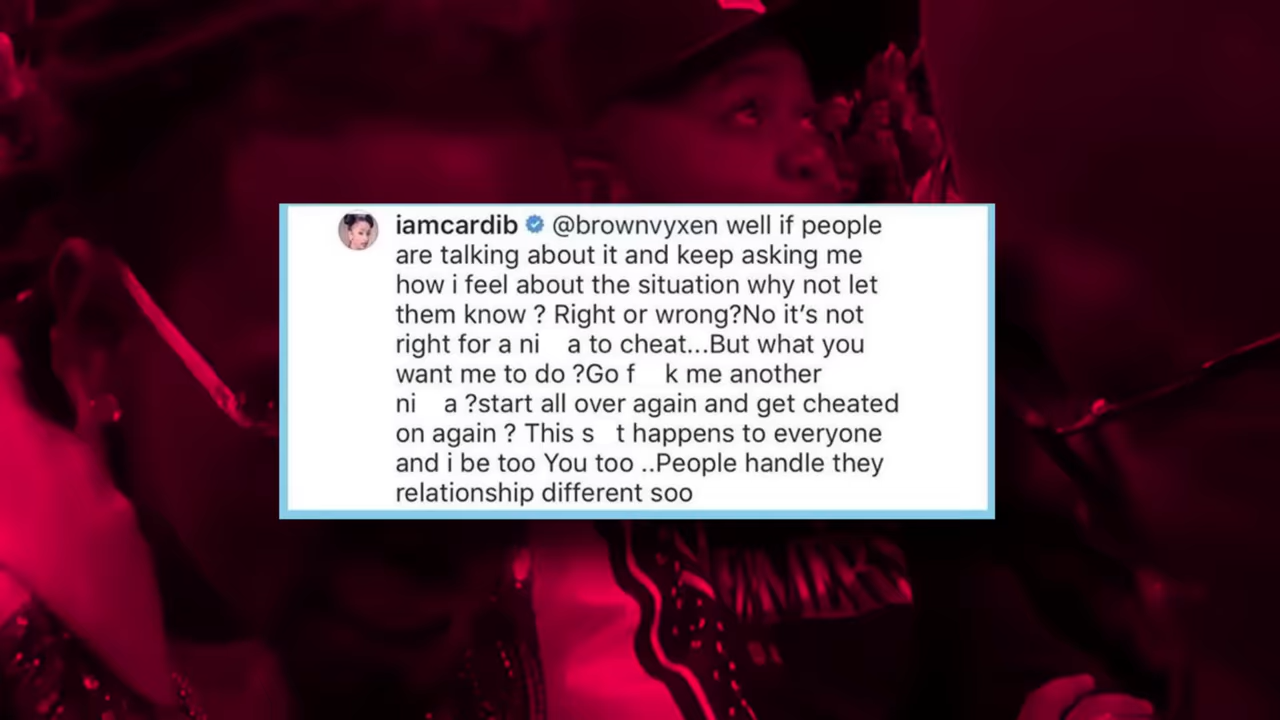 iamcardib @brownvyxen well if people
are talking about it and keep asking me
how i feel about the situation why not let
them know ? Right or wrong?No it's not
right for a ni a to cheat...But what you
want me to do ?Go f k me another
ni a ?start all over again and get cheated
on again ? This s t happens to everyone
and i be too You too ..People handle they
relationship different soo